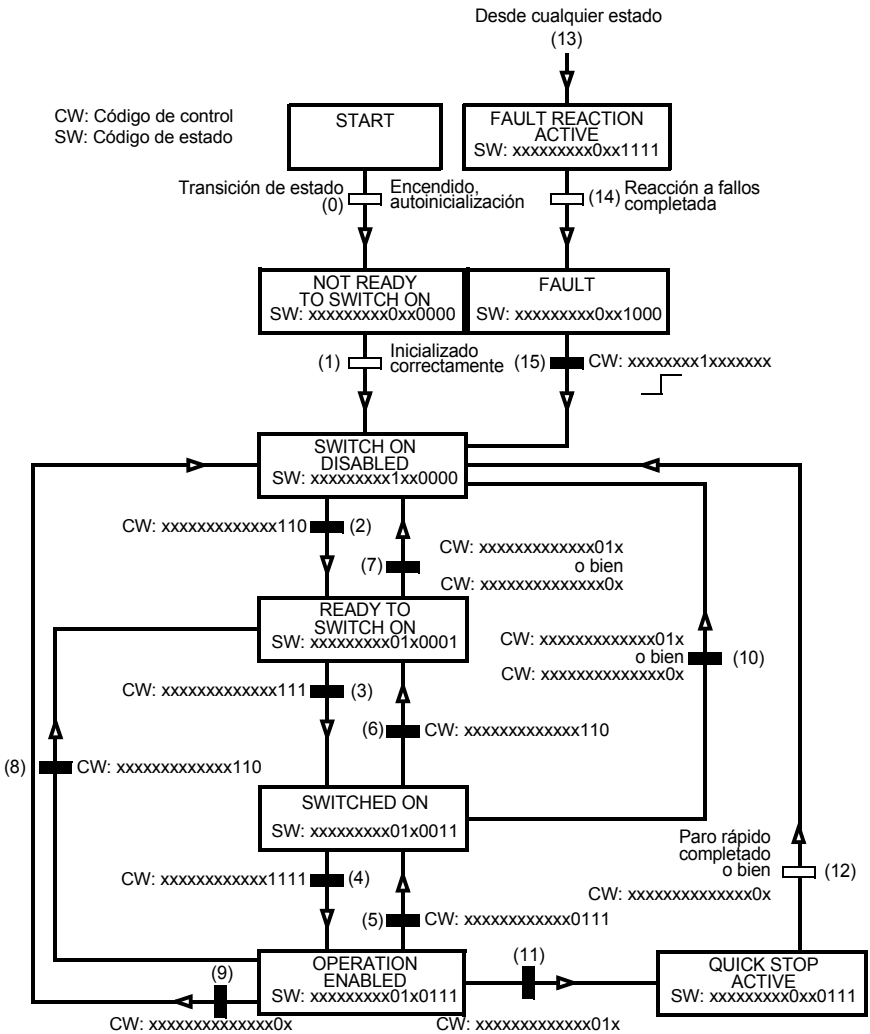 Desde cualquier estado
(13)
CW: Código de control
SW: Código de estado
START
FAULT REACTION
ACTIVE
SW: xxxxxxxxx0xx1111
Transición de estado
(0)
Encendido,
autoinicialización
(14)
Reacción a fallos
completada
NOT READY
TO SWITCH ON
SW: xxxxxxxxx0xx0000
FAULT
SW: xxxxxxxxx0xx1000
(1)
Inicializado
correctamente
(15)
CW: xxxxxxxx1xxxxxxx
SWITCH ON
DISABLED
SW: xxxxxxxxx1xx0000
CW: xxxxxxxxxxxxx110
(2)
(7)
CW: xxxxxxxxxxxxx01x
o bien
CW: xxxxxxxxxxxxxx0x
READY TO
SWITCH ON
SW: xxxxxxxxx01x0001
CW: xxxxxxxxxxxxx01x
o bien
CW: xxxxxxxxxxxxxx0x
(10)
CW: xxxxxxxxxxxxx111
(3)
(6)
CW: xxxxxxxxxxxxx110
(8)
CW: xxxxxxxxxxxxx110
SWITCHED ON
SW: xxxxxxxxx01x0011
Paro rápido
completado
o bien
(12)
CW: xxxxxxxxxxxxxx0x
CW: xxxxxxxxxxxx1111
(4)
(5)
CW: xxxxxxxxxxxx0111
OPERATION
ENABLED
SW: xxxxxxxxx01x0111
(9)
CW: xxxxxxxxxxxxxx0x
(11)
CW: xxxxxxxxxxxxx01x
QUICK STOP
ACTIVE
SW: xxxxxxxxx0xx0111